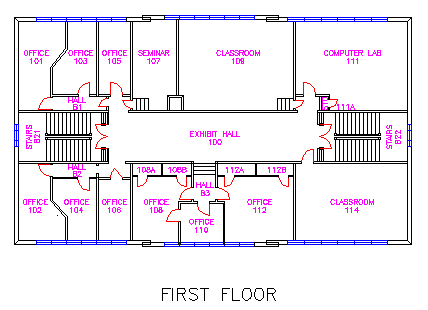 OFFICE
101
OFFICE
103
OFFICE
105
SEMINAR
107
CLASSROOM
109
COMPUTER LAB
111
HALL
B1
111A
STAIRS
B21
EXHIBIT HALL
100
STAIRS
B22
HALL
B2
108A
108B
112A
112B
HALL
B3
OFFICE
102
OFFICE
104
OFFICE
106
OFFICE
108
OFFICE
110
OFFICE
112
CLASSROOM
114
FIRST FLOOR